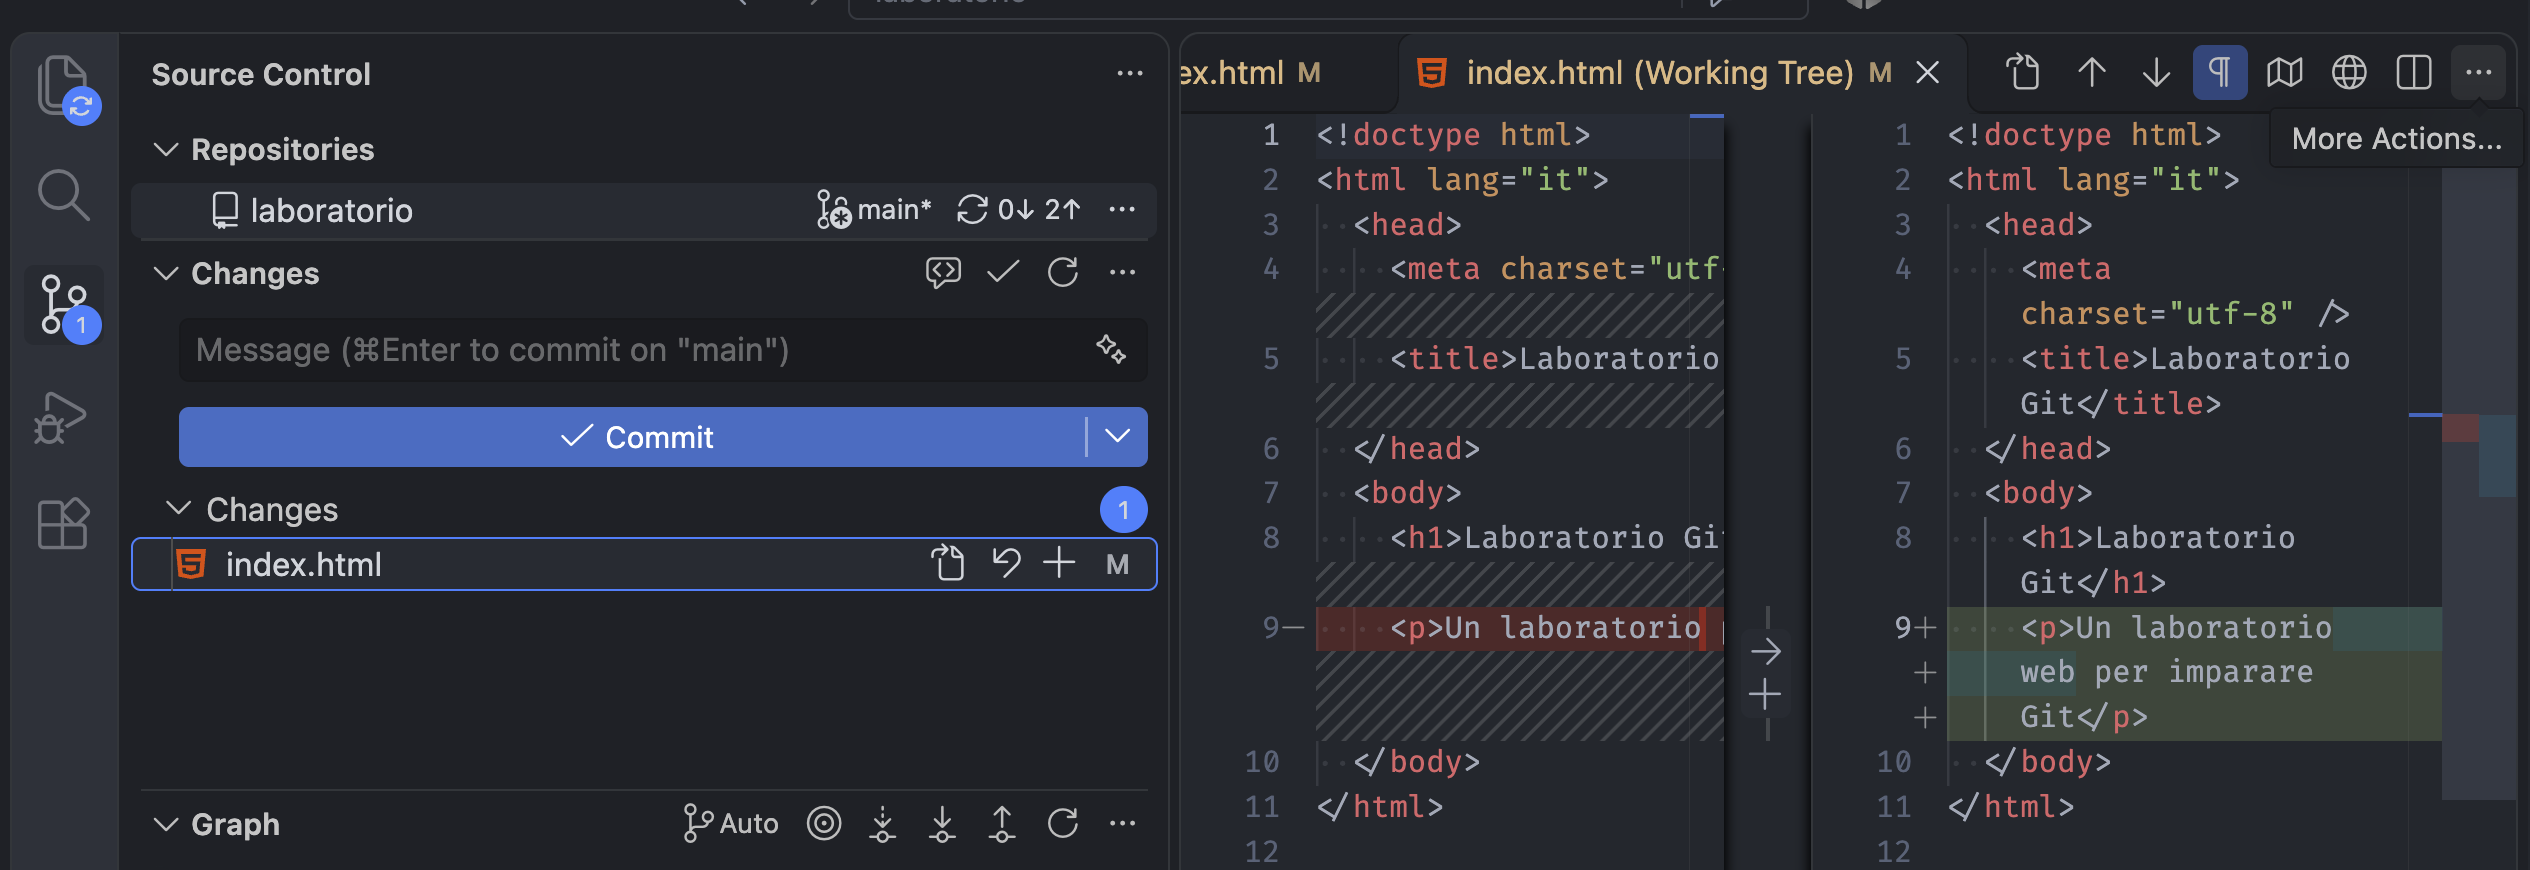 Source Control
Repositories
laboratorio main* 0↓ 2↑
Changes
Message (⌘Enter to commit on "main")
Commit
Changes 1
index.html M
Graph Auto
1
ex.html M
index.html (Working Tree) M
More Actions...
1 <!doctype html>
2 <html lang="it">
3 <head>
4 <meta charset="utf-
5 <title>Laboratorio
6 </head>
7 <body>
8 <h1>Laboratorio Gi
9 <p>Un laboratorio
10 </body>
11 </html>
12
1 <!doctype html>
2 <html lang="it">
3 <head>
4 <meta
charset="utf-8" />
5 <title>Laboratorio
Git</title>
6 </head>
7 <body>
8 <h1>Laboratorio
Git</h1>
9+ <p>Un laboratorio
+ web per imparare
+ Git</p>
10 </body>
11 </html>
12